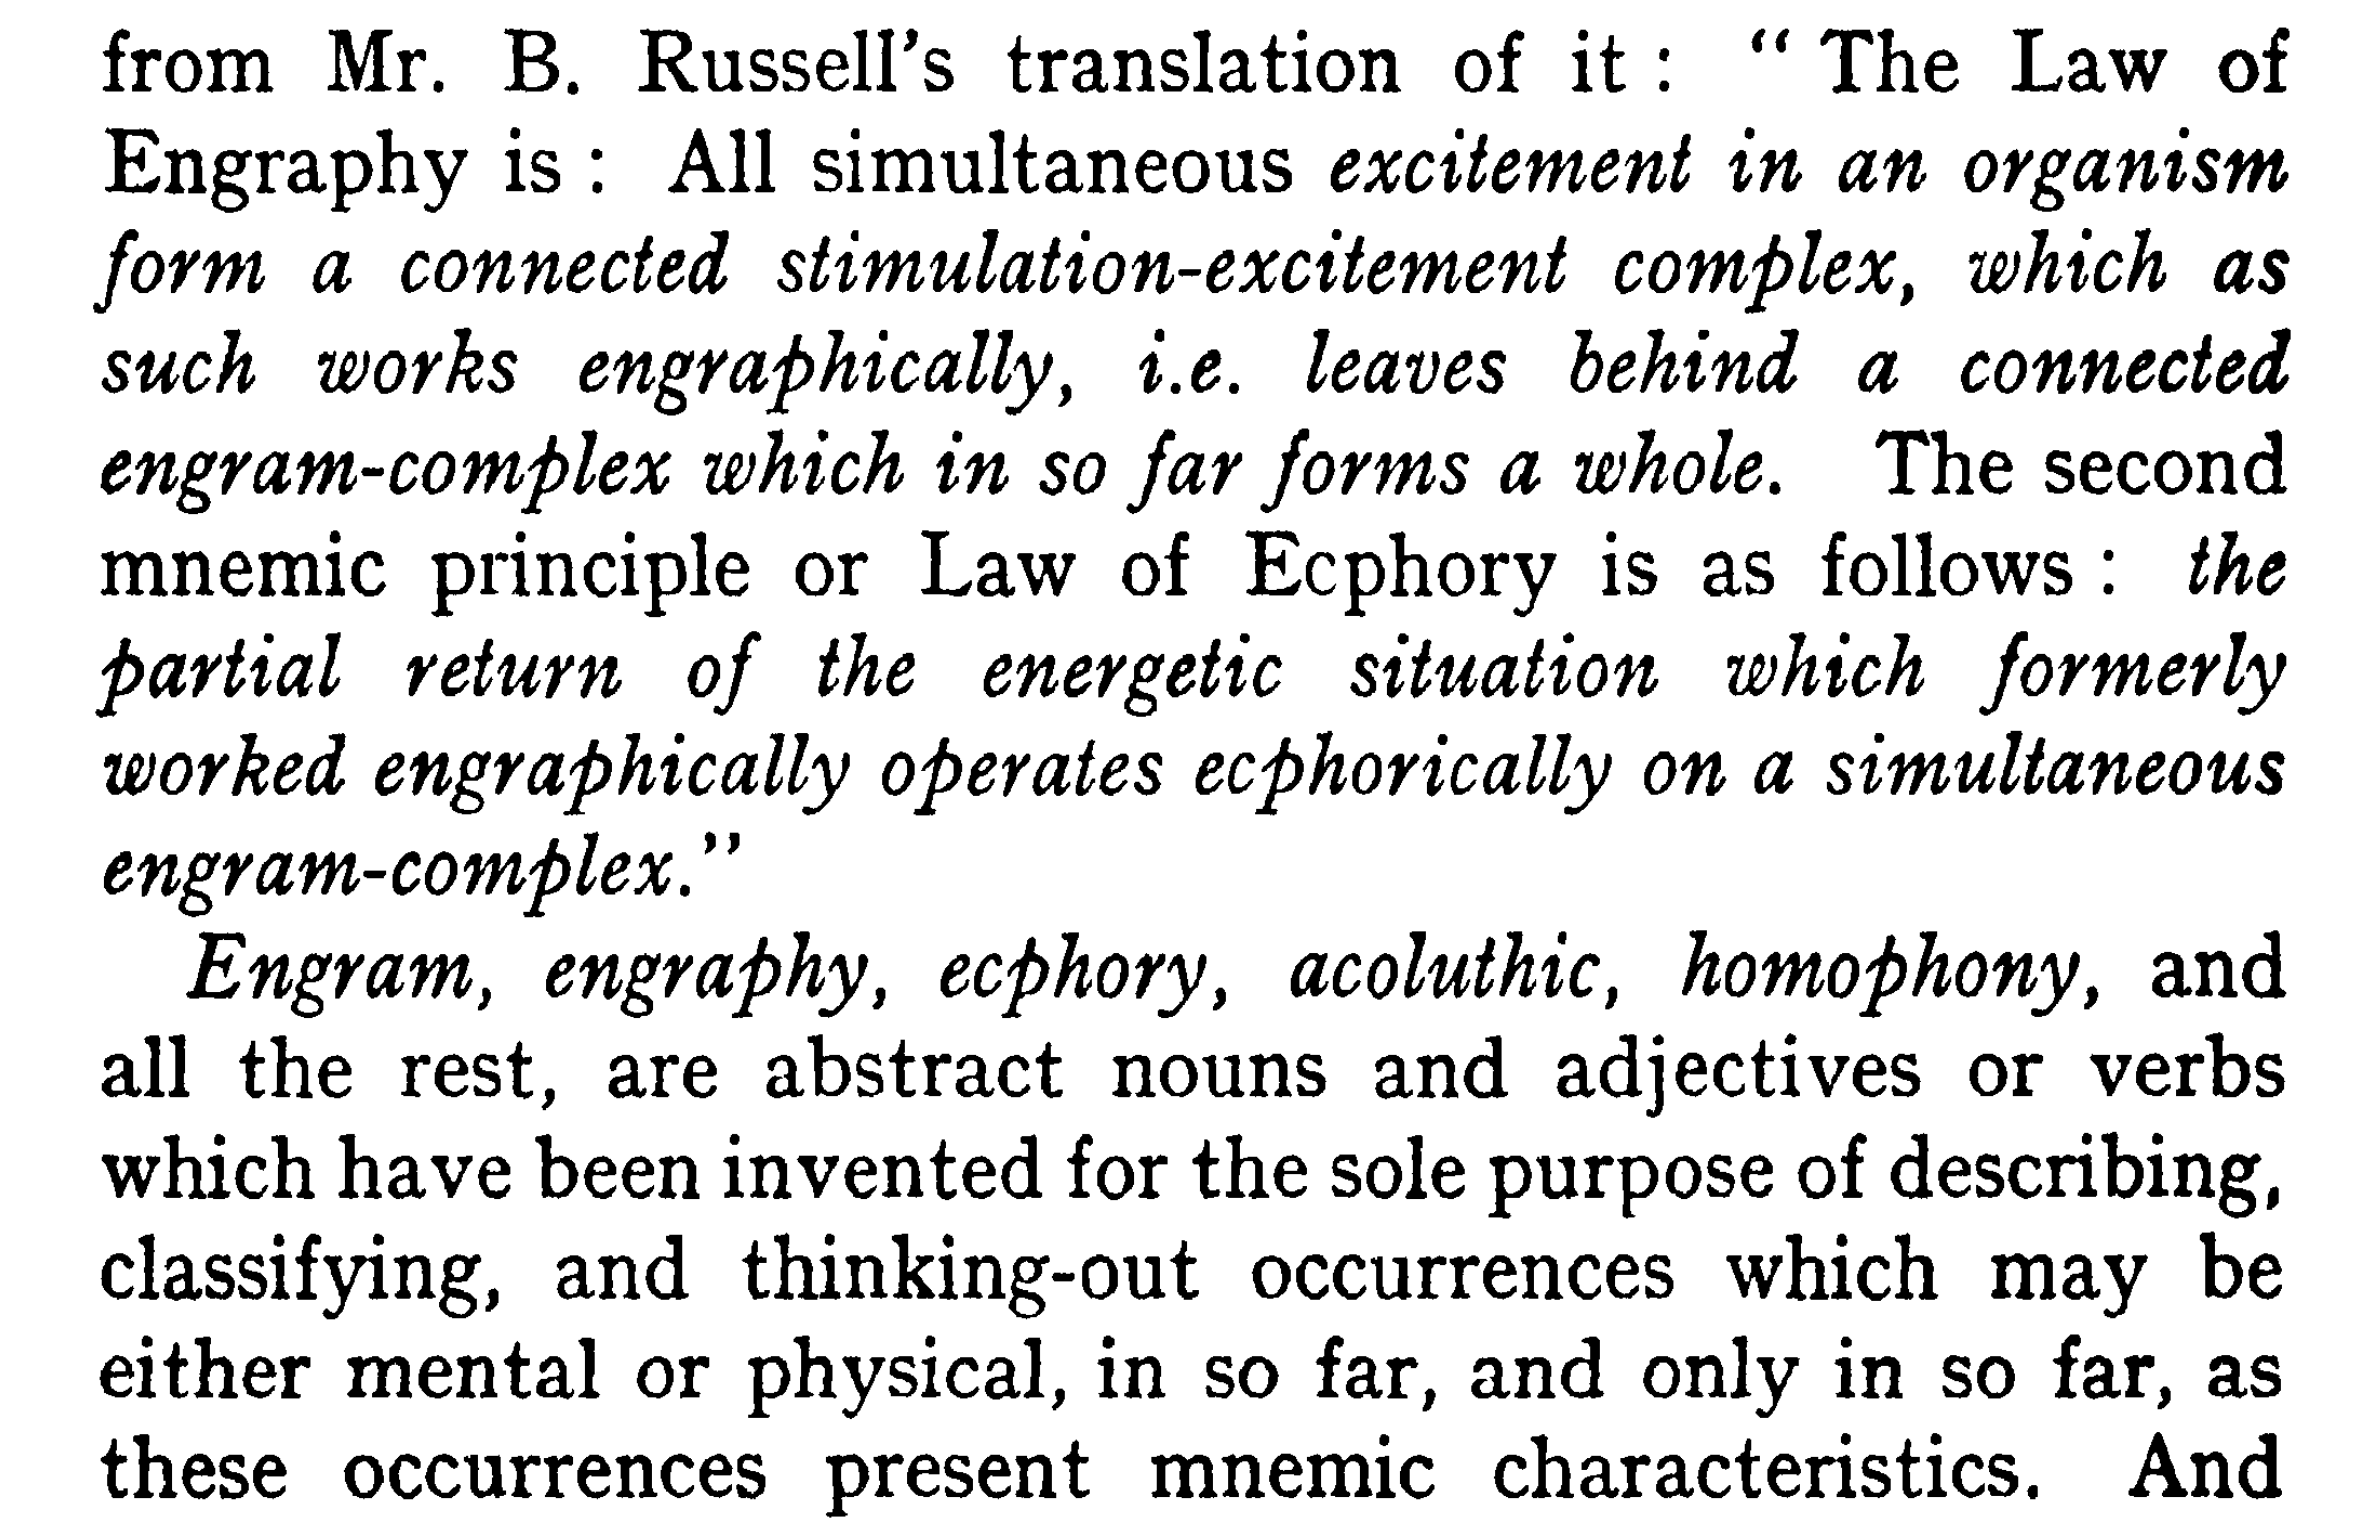 from Mr. B. Russell's translation of it : “ The Law of
Engraphy is : All simultaneous excitement in an organism
form a connected stimulation-excitement complex, which as
such works engraphically, i.e. leaves behind a connected
engram-complex which in so far forms a whole. The second
mnemic principle or Law of Ecphory is as follows : the
partial return of the energetic situation which formerly
worked engraphically operates ecphorically on a simultaneous
engram-complex.”
Engram, engraphy, ecphory, acoluthic, homophony, and
all the rest, are abstract nouns and adjectives or verbs
which have been invented for the sole purpose of describing,
classifying, and thinking-out occurrences which may be
either mental or physical, in so far, and only in so far, as
these occurrences present mnemic characteristics. And